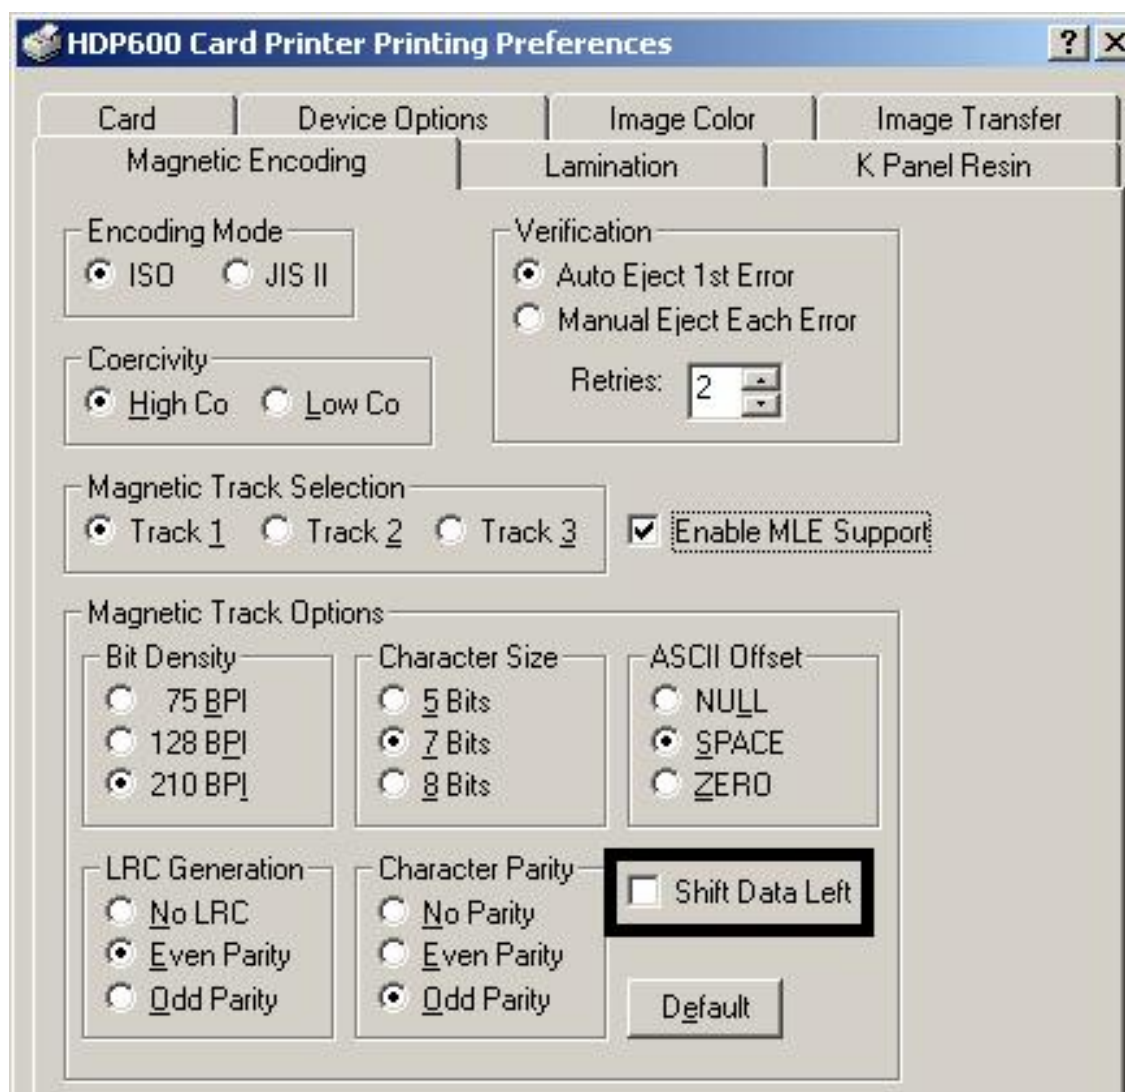 HDP600 Card Printer Printing Preferences
Card Device Options Image Color Image Transfer
Magnetic Encoding Lamination K Panel Resin
Encoding Mode
ISO JIS II
Verification
Auto Eject 1st Error
Manual Eject Each Error
Retries: 2
Coercivity
High Co Low Co
Magnetic Track Selection
Track 1 Track 2 Track 3
Enable MLE Support
Magnetic Track Options
Bit Density
75 BPI
128 BPI
210 BPI
Character Size
5 Bits
7 Bits
8 Bits
ASCII Offset
NULL
SPACE
ZERO
LRC Generation
No LRC
Even Parity
Odd Parity
Character Parity
No Parity
Even Parity
Odd Parity
Shift Data Left
Default